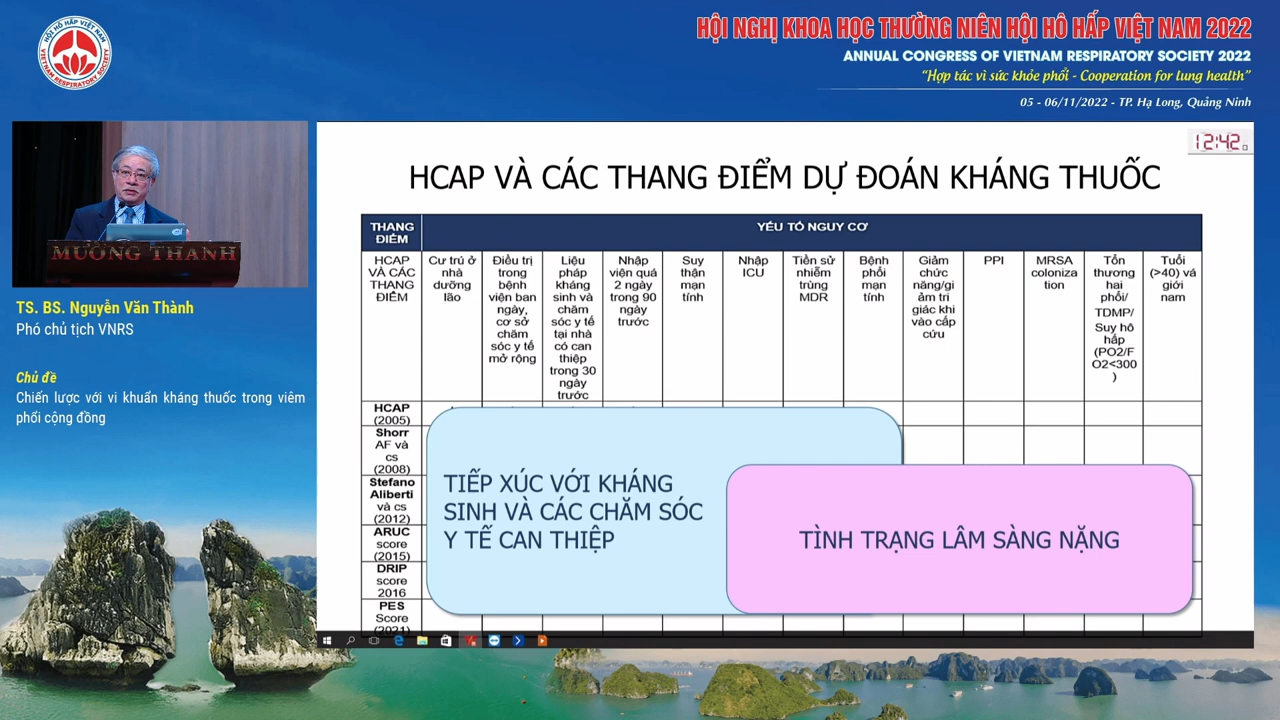 HỘI HÔ HẤP VIỆT NAM
VIETNAM RESPIRATORY SOCIETY
HỘI NGHỊ KHOA HỌC THƯỜNG NIÊN HỘI HÔ HẤP VIỆT NAM 2022
ANNUAL CONGRESS OF VIETNAM RESPIRATORY SOCIETY 2022
“Hợp tác vì sức khỏe phổi - Cooperation for lung health”
05 - 06/11/2022 - TP. Hạ Long, Quảng Ninh
MƯỜNG THANH
TS. BS. Nguyễn Văn Thành
Phó chủ tịch VNRS
Chủ đề
Chiến lược với vi khuẩn kháng thuốc trong viêm
phổi cộng đồng
12:42
HCAP VÀ CÁC THANG ĐIỂM DỰ ĐOÁN KHÁNG THUỐC
THANG
ĐIỂM
YẾU TỐ NGUY CƠ
HCAP
VÀ CÁC
THANG
ĐIỂM
Cư trú ở
nhà
dưỡng
lão
Điều trị
trong
bệnh
viện ban
ngày,
cơ sở
chăm
sóc y tế
mở rộng
Liệu
pháp
kháng
sinh và
chăm
sóc y tế
tại nhà
có can
thiệp
trong 30
ngày
trước
Nhập
viện quá
2 ngày
trong 90
ngày
trước
Suy
thận
mạn
tính
Nhập
ICU
Tiền sử
nhiễm
trùng
MDR
Bệnh
phổi
mạn
tính
Giảm
chức
năng/gi
ảm tri
giác khi
vào cấp
cứu
PPI
MRSA
coloniza
tion
Tổn
thương
hai
phổi/
TDMP/
Suy hô
hấp
(PO2/F
O2<300
)
Tuổi
(>40) và
giới
nam
HCAP
(2005)
Shorr
AF và
cs
(2008)
Stefano
Aliberti
và cs
(2012)
ARUC
score
(2015)
DRIP
score
2016
PES
Score
(2021)
TIẾP XÚC VỚI KHÁNG
SINH VÀ CÁC CHĂM SÓC
Y TẾ CAN THIỆP
TÌNH TRẠNG LÂM SÀNG NẶNG